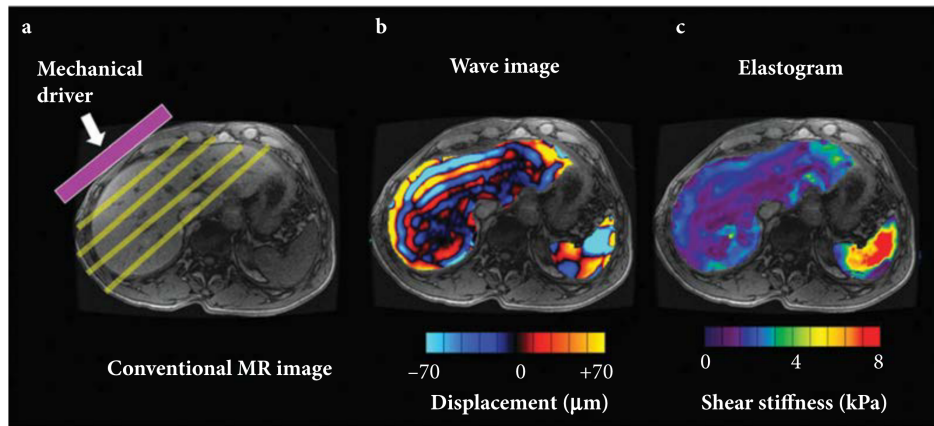 a
b
c
Mechanical
driver
Wave image
Elastogram
Conventional MR image
−70
0
+70
Displacement (μm)
0
4
8
Shear stiffness (kPa)